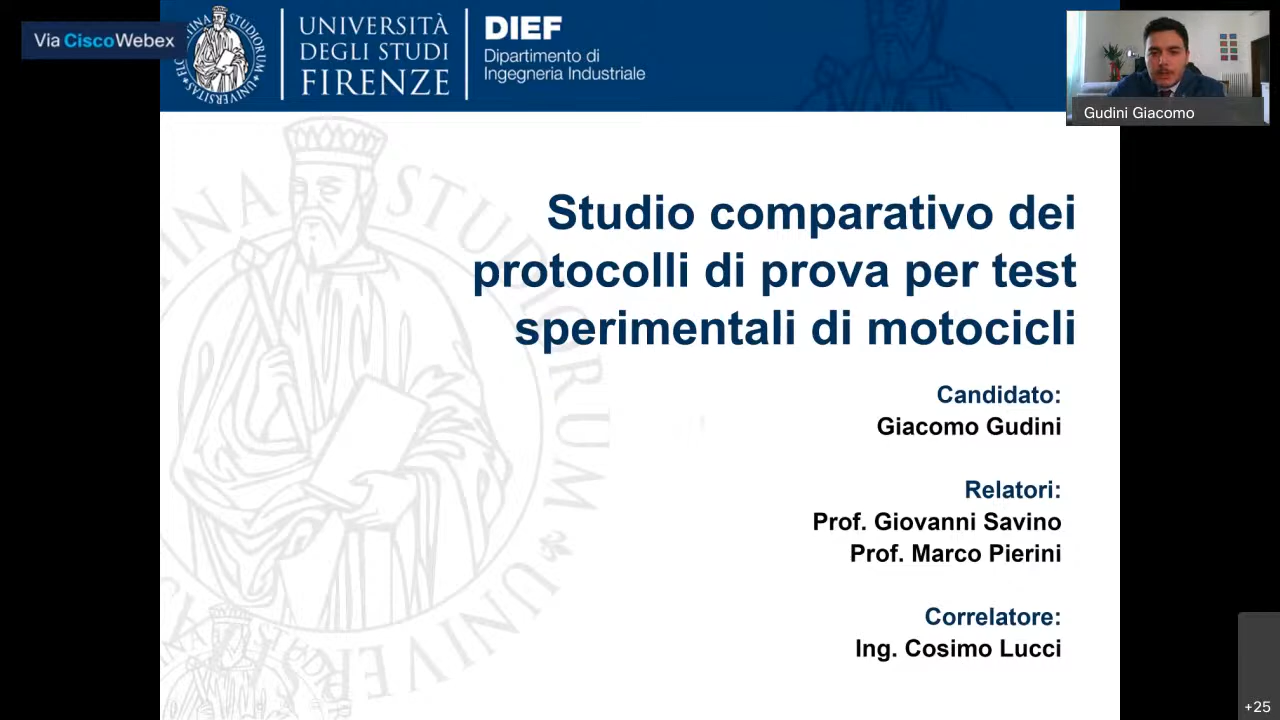 Via Cisco Webex
UNIVERSITÀ
DEGLI STUDI
FIRENZE
DIEF
Dipartimento di
Ingegneria Industriale
Gudini Giacomo
Studio comparativo dei
protocolli di prova per test
sperimentali di motocicli
Candidato:
Giacomo Gudini
Relatori:
Prof. Giovanni Savino
Prof. Marco Pierini
Correlatore:
Ing. Cosimo Lucci
+25